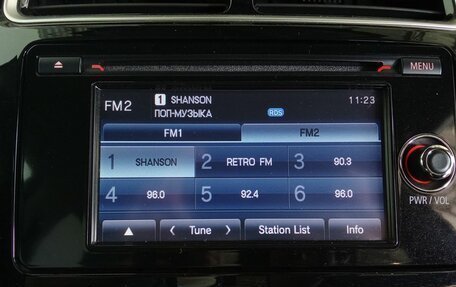 MENU
FM2 1 SHANSON 11:23
ПОП-МУЗЫКА RDS
FM1 FM2
1 SHANSON 2 RETRO FM 3 90.3
4 96.0 5 92.4 6 96.0
▲ < Tune > Station List Info
PWR / VOL